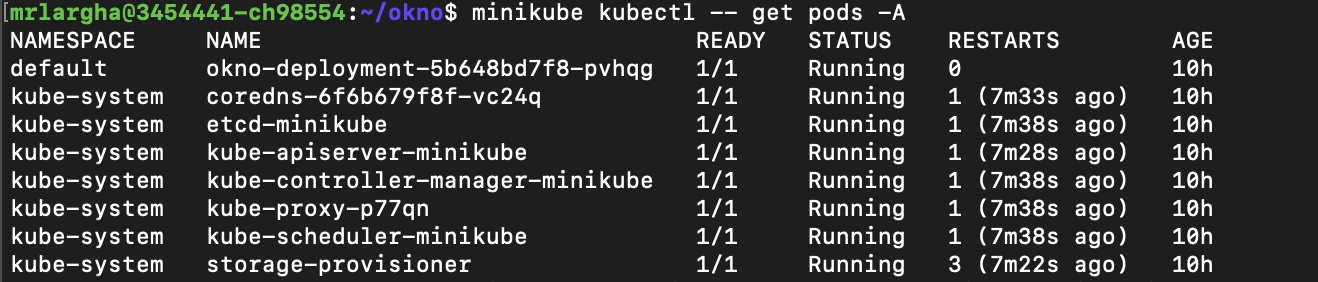 mrlargha@3454441-ch98554:~/okno$ minikube kubectl -- get pods -A
NAMESPACE NAME READY STATUS RESTARTS AGE
default okno-deployment-5b648bd7f8-pvhqg 1/1 Running 0 10h
kube-system coredns-6f6b679f8f-vc24q 1/1 Running 1 (7m33s ago) 10h
kube-system etcd-minikube 1/1 Running 1 (7m38s ago) 10h
kube-system kube-apiserver-minikube 1/1 Running 1 (7m28s ago) 10h
kube-system kube-controller-manager-minikube 1/1 Running 1 (7m38s ago) 10h
kube-system kube-proxy-p77qn 1/1 Running 1 (7m38s ago) 10h
kube-system kube-scheduler-minikube 1/1 Running 1 (7m38s ago) 10h
kube-system storage-provisioner 1/1 Running 3 (7m22s ago) 10h